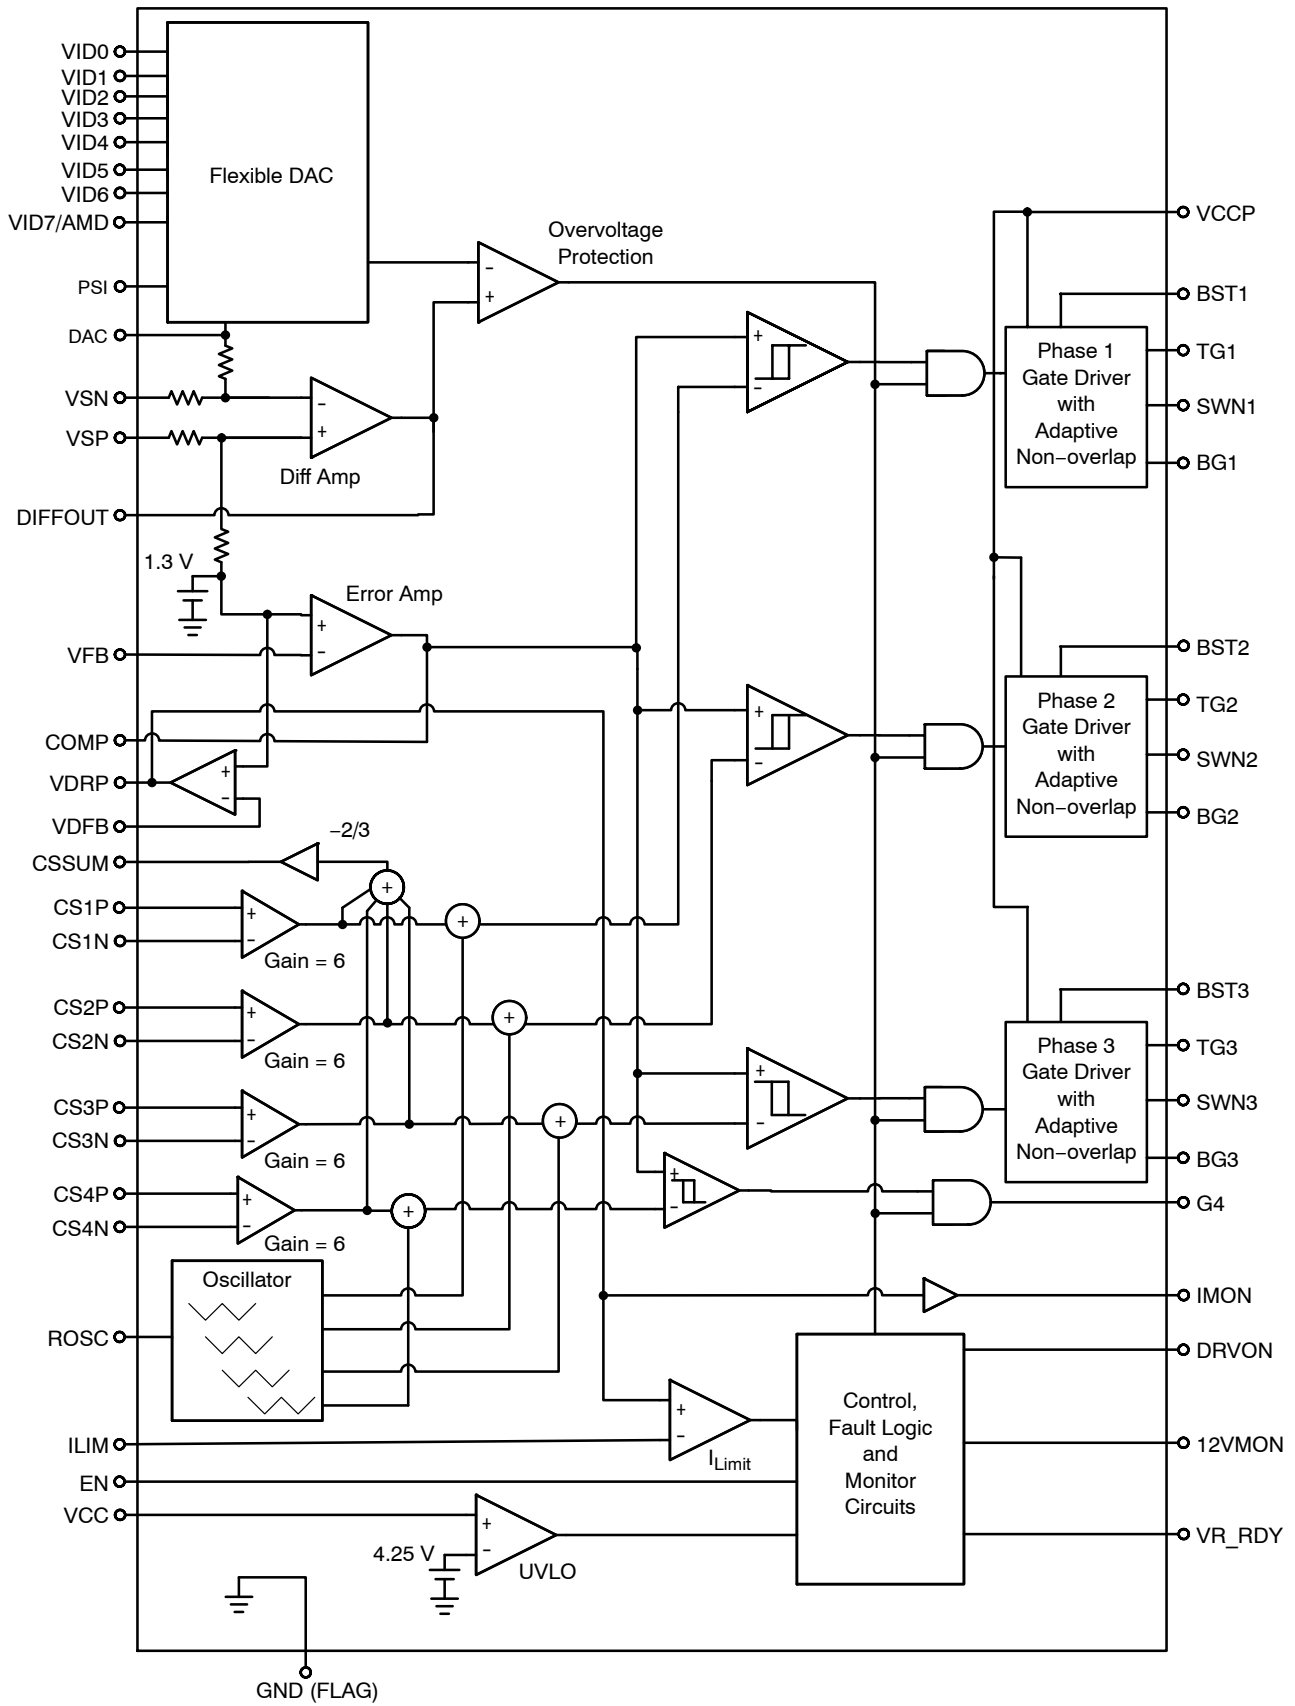 VID0
VID1
VID2
VID3
VID4
VID5
VID6
VID7/AMD
PSI
DAC
VSN
VSP
DIFFOUT
VFB
COMP
VDRP
VDFB
CSSUM
CS1P
CS1N
CS2P
CS2N
CS3P
CS3N
CS4P
CS4N
ROSC
ILIM
EN
VCC
GND (FLAG)
Flexible DAC
Overvoltage
Protection
−
+
−
+
Diff Amp
1.3 V
Error Amp
+
−
+
−
−2/3
+
+
−
Gain = 6
+
+
−
Gain = 6
+
+
−
Gain = 6
+
+
−
Gain = 6
+
Oscillator
+
−
+
−
+
−
+
−
+
−
ILimit
4.25 V
+
−
UVLO
Control,
Fault Logic
and
Monitor
Circuits
Phase 1
Gate Driver
with
Adaptive
Non−overlap
Phase 2
Gate Driver
with
Adaptive
Non−overlap
Phase 3
Gate Driver
with
Adaptive
Non−overlap
VCCP
BST1
TG1
SWN1
BG1
BST2
TG2
SWN2
BG2
BST3
TG3
SWN3
BG3
G4
IMON
DRVON
12VMON
VR_RDY